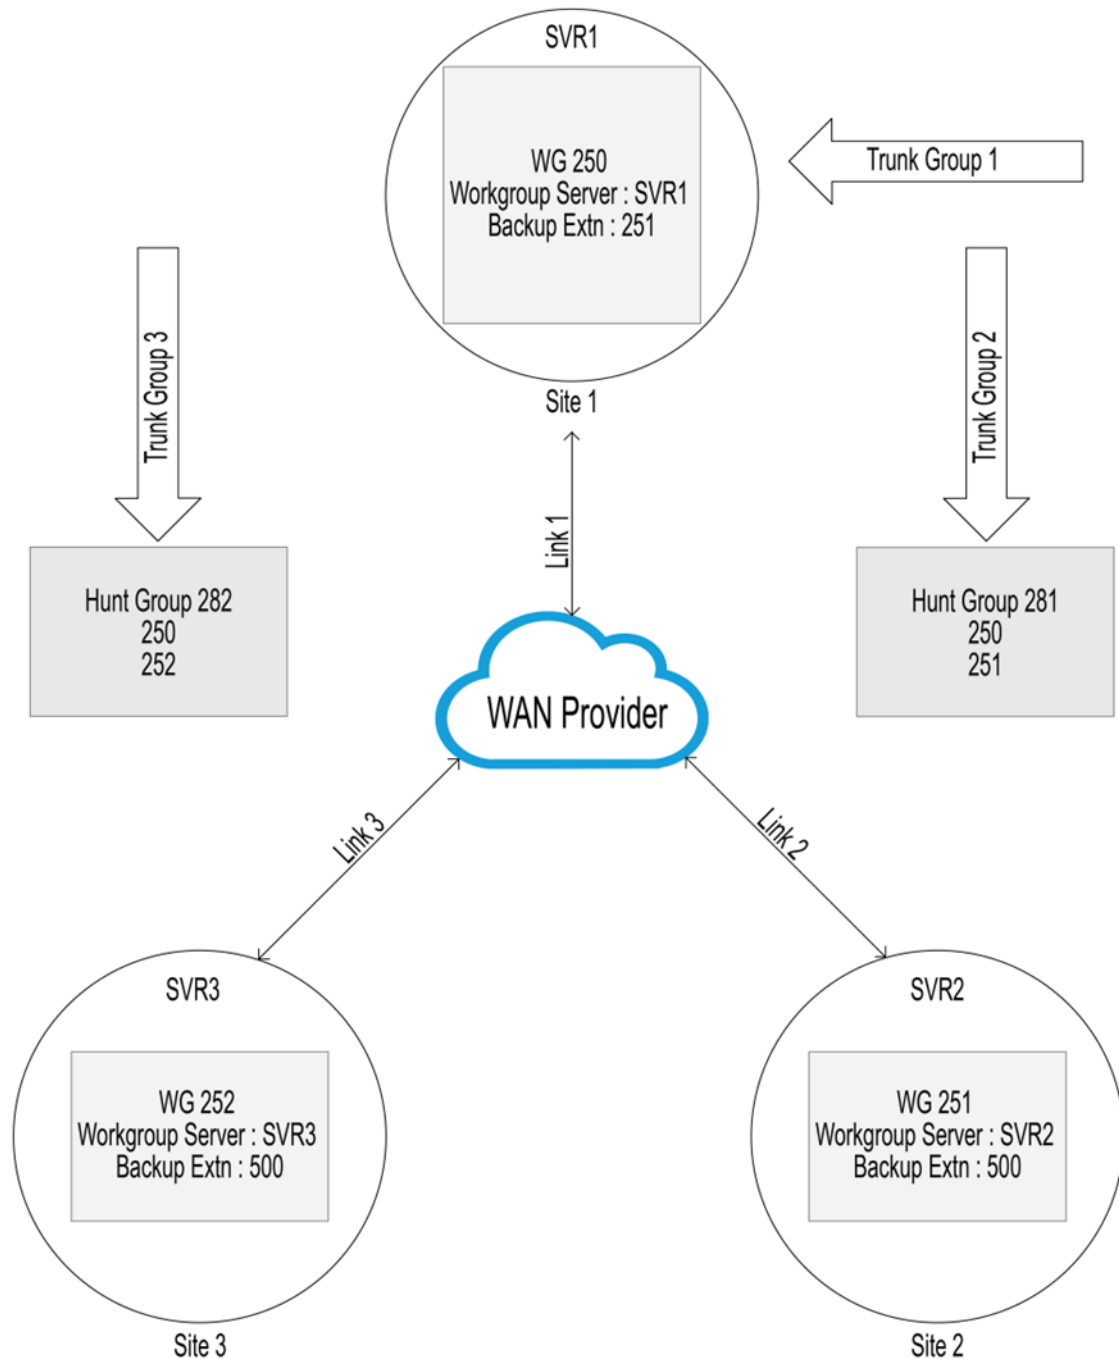 SVR1
WG 250
Workgroup Server : SVR1
Backup Extn : 251
Trunk Group 1
Site 1
Trunk Group 3
Trunk Group 2
Link 1
Hunt Group 282
250
252
Hunt Group 281
250
251
WAN Provider
Link 3
Link 2
SVR3
WG 252
Workgroup Server : SVR3
Backup Extn : 500
Site 3
SVR2
WG 251
Workgroup Server : SVR2
Backup Extn : 500
Site 2